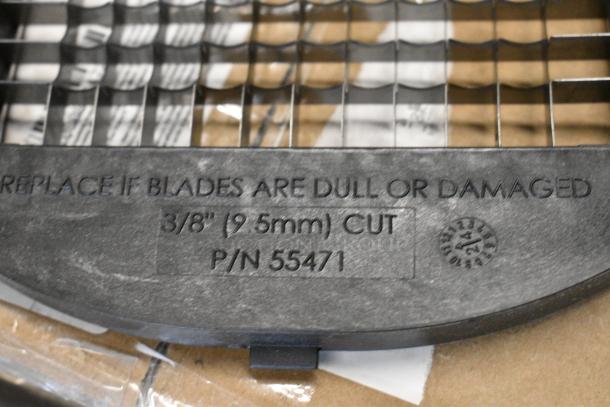 REPLACE IF BLADES ARE DULL OR DAMAGED
3/8" (9.5mm) CUT
P/N 55471